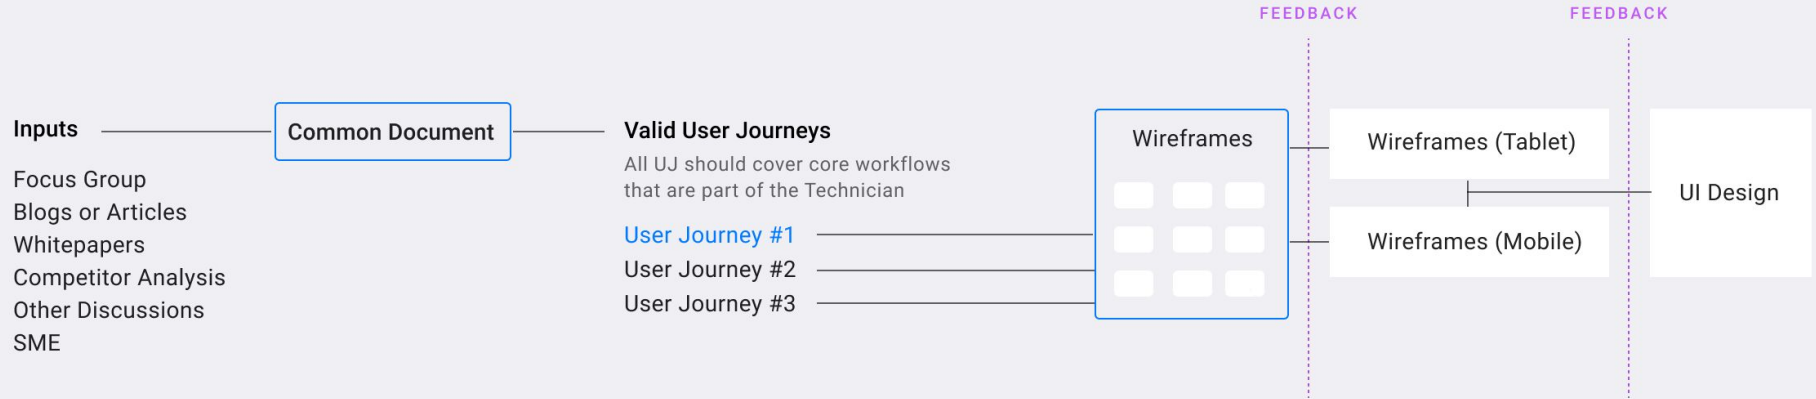 FEEDBACK
FEEDBACK
Inputs
Focus Group
Blogs or Articles
Whitepapers
Competitor Analysis
Other Discussions
SME
Common Document
Valid User Journeys
All UJ should cover core workflows
that are part of the Technician
User Journey #1
User Journey #2
User Journey #3
Wireframes
Wireframes (Tablet)
Wireframes (Mobile)
UI Design